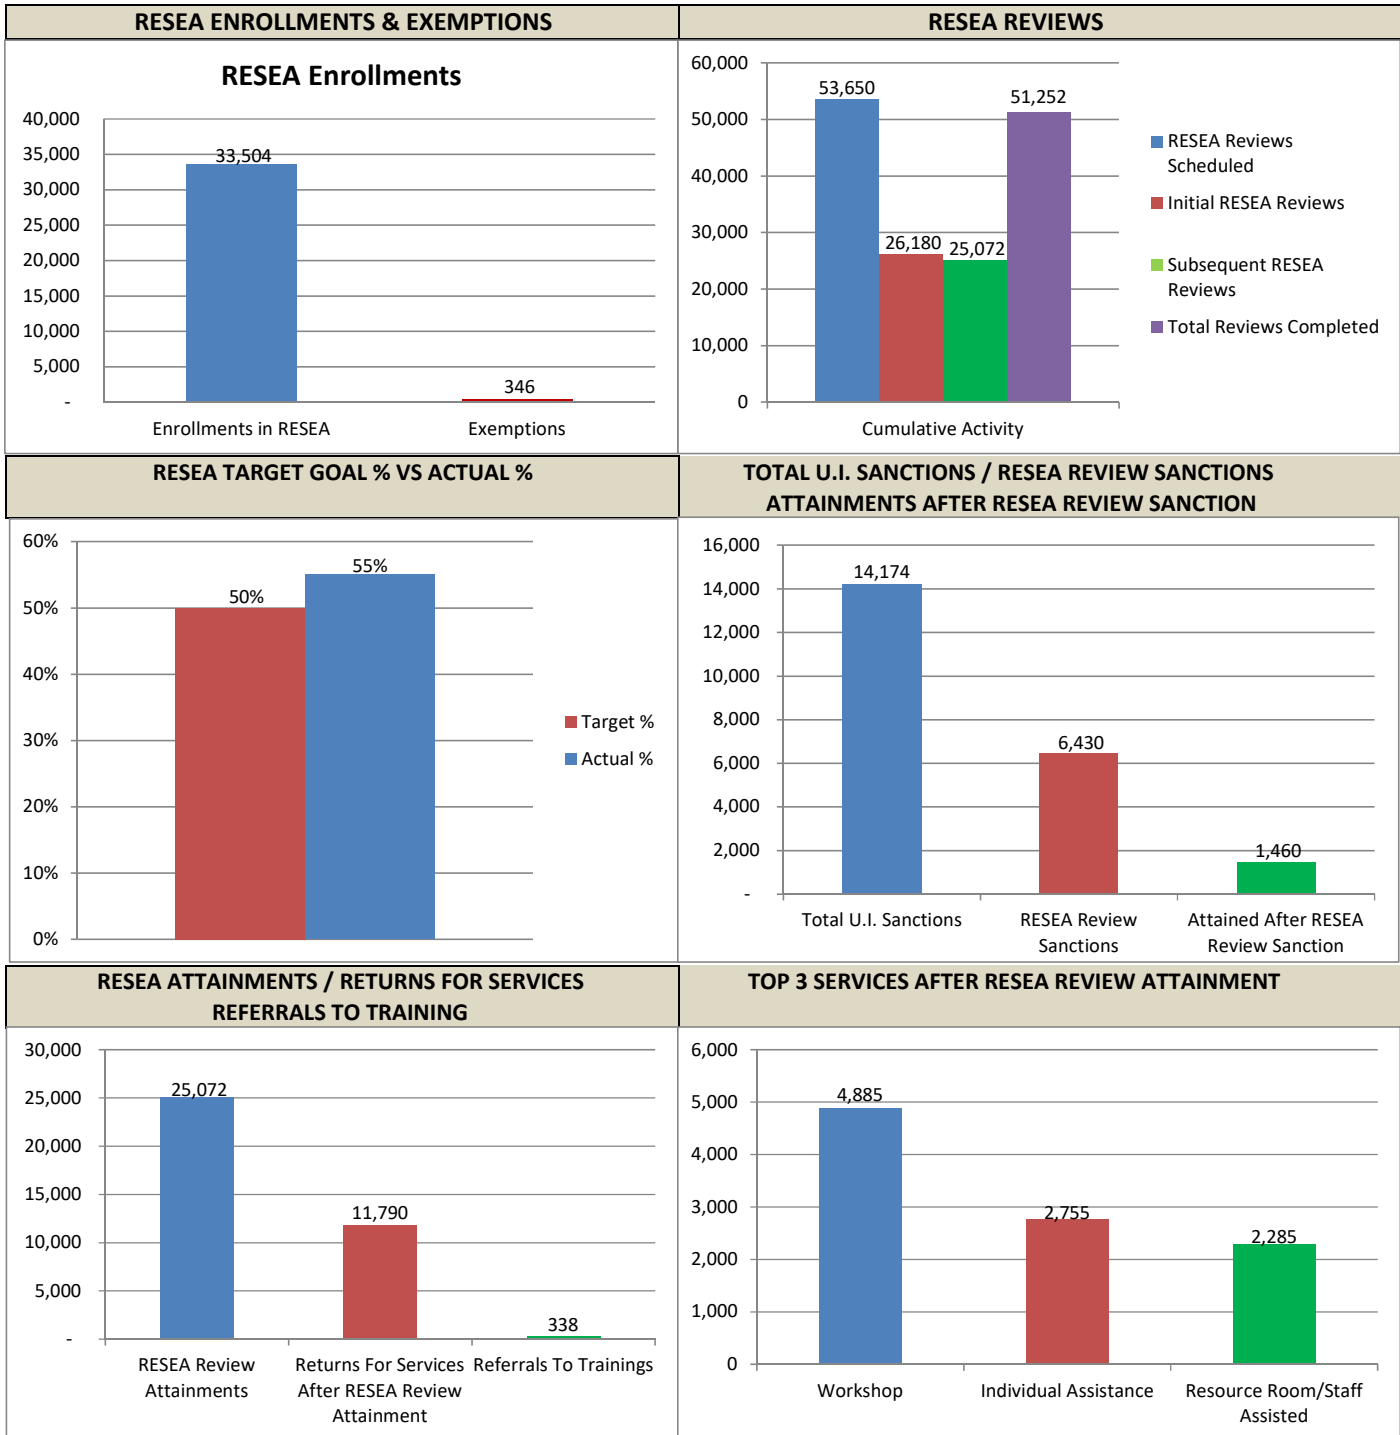 RESEA ENROLLMENTS & EXEMPTIONS
RESEA Enrollments
40,000
35,000
30,000
25,000
20,000
15,000
10,000
5,000
-
33,504
346
Enrollments in RESEA
Exemptions
RESEA REVIEWS
60,000
50,000
40,000
30,000
20,000
10,000
0
53,650
26,180
25,072
51,252
Cumulative Activity
RESEA Reviews
Scheduled
Initial RESEA Reviews
Subsequent RESEA
Reviews
Total Reviews Completed
RESEA TARGET GOAL % VS ACTUAL %
60%
50%
40%
30%
20%
10%
0%
50%
55%
Target %
Actual %
TOTAL U.I. SANCTIONS / RESEA REVIEW SANCTIONS
ATTAINMENTS AFTER RESEA REVIEW SANCTION
16,000
14,000
12,000
10,000
8,000
6,000
4,000
2,000
-
14,174
6,430
1,460
Total U.I. Sanctions
RESEA Review
Sanctions
Attained After RESEA
Review Sanction
RESEA ATTAINMENTS / RETURNS FOR SERVICES
REFERRALS TO TRAINING
30,000
25,000
20,000
15,000
10,000
5,000
-
25,072
11,790
338
RESEA Review
Attainments
Returns For Services
After RESEA Review
Attainment
Referrals To Trainings
TOP 3 SERVICES AFTER RESEA REVIEW ATTAINMENT
6,000
5,000
4,000
3,000
2,000
1,000
0
4,885
2,755
2,285
Workshop
Individual Assistance
Resource Room/Staff
Assisted